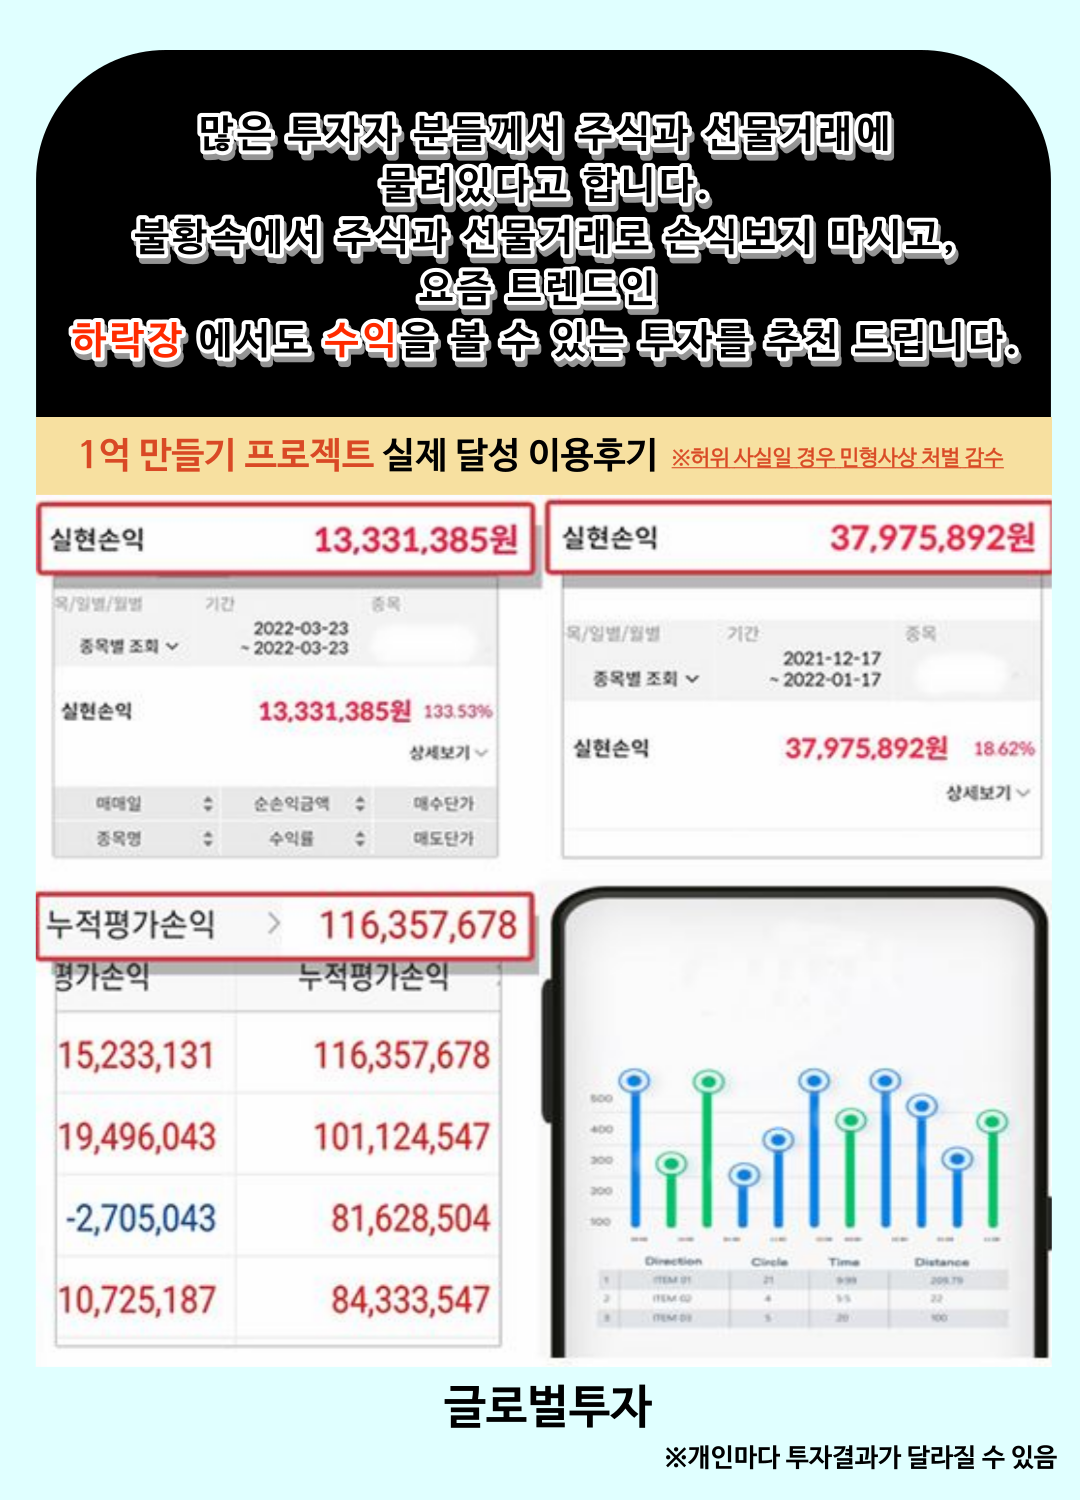 많은 투자자 분들께서 주식과 선물거래에
물려있다고 합니다.
불황속에서 주식과 선물거래로 손식보지 마시고,
요즘 트렌드인
하락장 에서도 수익을 볼 수 있는 투자를 추천 드립니다.
1억 만들기 프로젝트 실제 달성 이용후기 ※허위 사실일 경우 민형사상 처벌 감수
실현손익 13,331,385원
목/일별/월별 기간 종목
종목별 조회 2022-03-23
~ 2022-03-23
실현손익 13,331,385원 133.53%
상세보기
매매일 순손익금액 매수단가
종목명 수익률 매도단가
실현손익 37,975,892원
목/일별/월별 기간 종목
종목별 조회 2021-12-17
~ 2022-01-17
실현손익 37,975,892원 18.62%
상세보기
누적평가손익 > 116,357,678
평가손익 누적평가손익
15,233,131 116,357,678
19,496,043 101,124,547
-2,705,043 81,628,504
10,725,187 84,333,547
500
400
300
200
100
Direction Circle Time Distance
1 ITEM 01 21 9:99 209.79
2 ITEM 02 4 5:5 22
3 ITEM 03 5 20 100
글로벌투자
※개인마다 투자결과가 달라질 수 있음